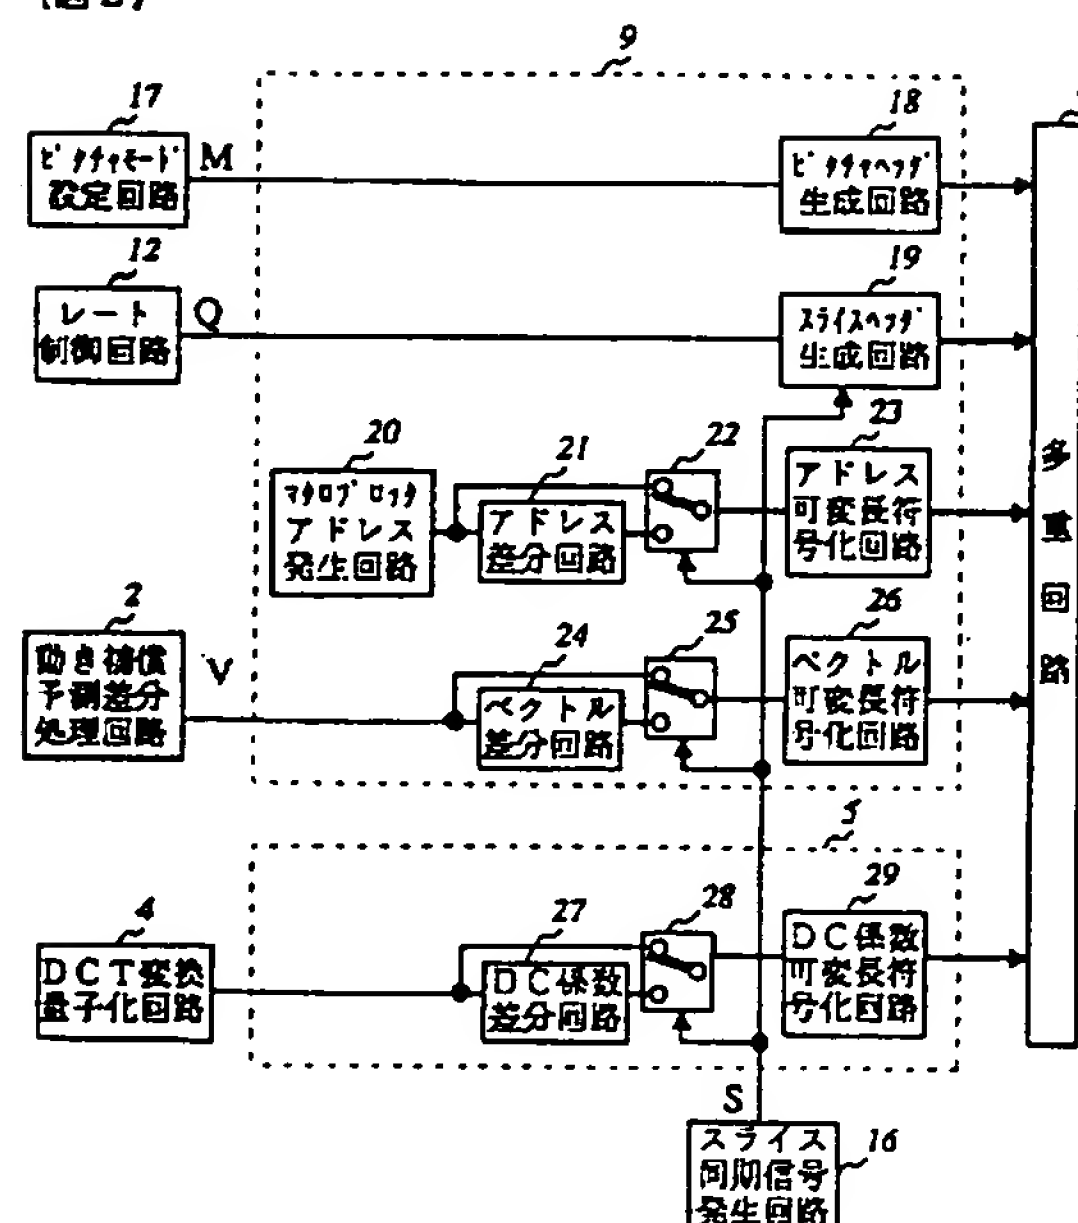 9
17
ピクチャモード
設定回路
M
18
ピクチャヘッダ
生成回路
12
レート
制御回路
Q
19
スライスヘッダ
生成回路
20
マクロブロック
アドレス
発生回路
21
アドレス
差分回路
22
23
アドレス
可変長符
号化回路
多重回路
2
動き補償
予測差分
処理回路
V
24
ベクトル
差分回路
25
26
ベクトル
可変長符
号化回路
5
4
DCT変換
量子化回路
27
DC係数
差分回路
28
29
DC係数
可変長符
号化回路
S
16
スライス
同期信号
発生回路